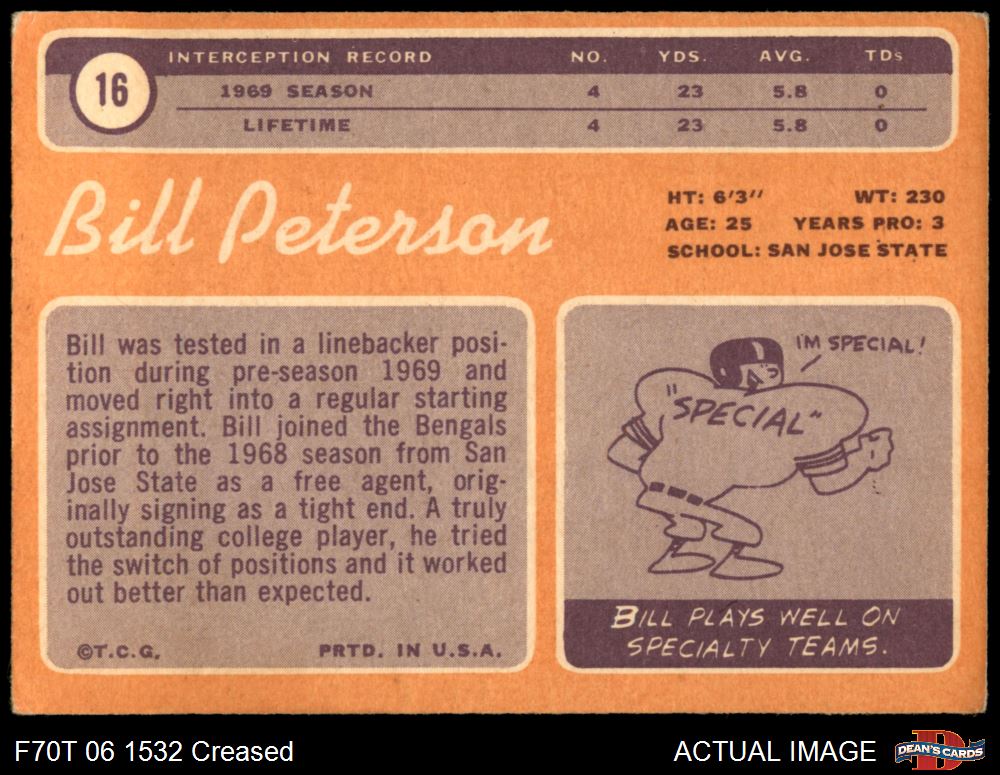 16
INTERCEPTION RECORD NO. YDS. AVG. TDs
1969 SEASON 4 23 5.8 0
LIFETIME 4 23 5.8 0
Bill Peterson
HT: 6'3'' WT: 230
AGE: 25 YEARS PRO: 3
SCHOOL: SAN JOSE STATE
Bill was tested in a linebacker posi-
tion during pre-season 1969 and
moved right into a regular starting
assignment. Bill joined the Bengals
prior to the 1968 season from San
Jose State as a free agent, orig-
inally signing as a tight end. A truly
outstanding college player, he tried
the switch of positions and it worked
out better than expected.
©T.C.G. PRTD. IN U.S.A.
I'M SPECIAL!
"SPECIAL"
BILL PLAYS WELL ON
SPECIALTY TEAMS.
F70T 06 1532 Creased
ACTUAL IMAGE
D
DEAN'S CARDS